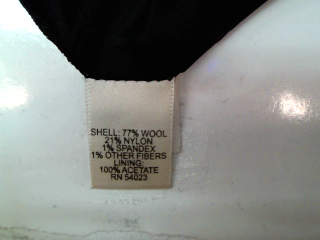 SHELL: 77% WOOL
21% NYLON
1% SPANDEX
1% OTHER FIBERS
LINING:
100% ACETATE
RN 54023